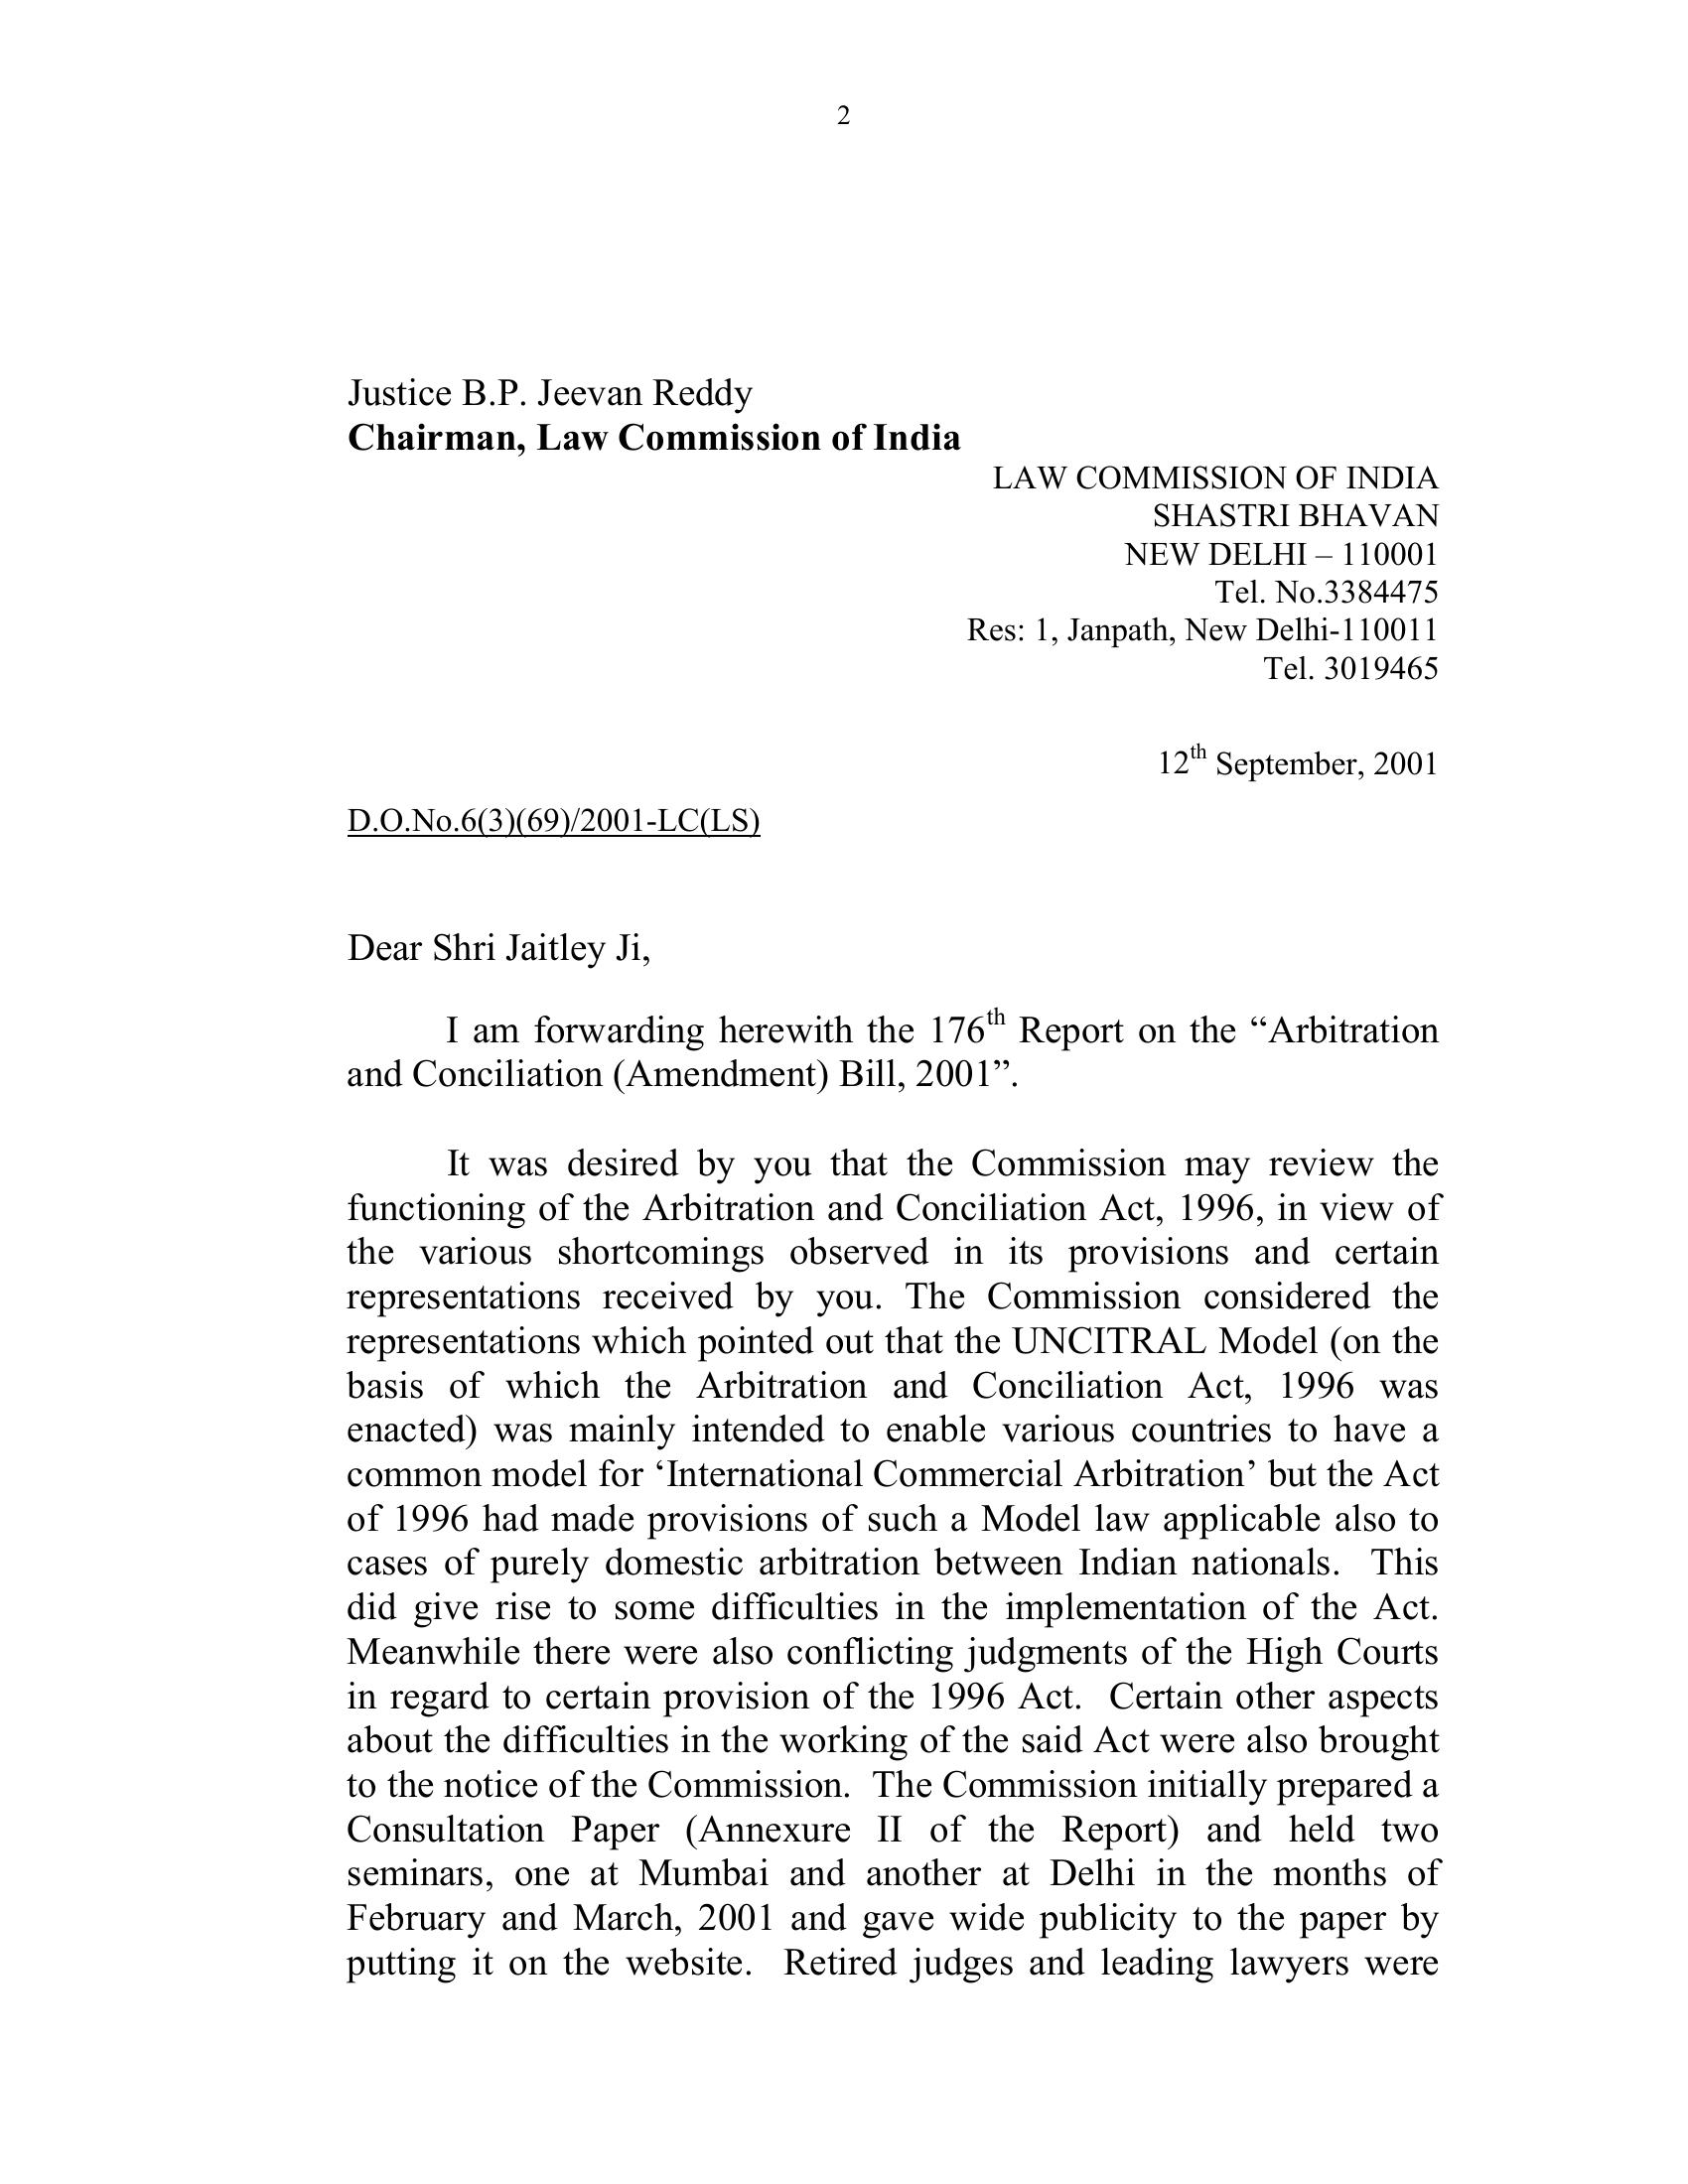 2
Justice B.P. Jeevan Reddy
Chairman, Law Commission of India
LAW COMMISSION OF INDIA
SHASTRI BHAVAN
NEW DELHI – 110001
Tel. No.3384475
Res: 1, Janpath, New Delhi-110011
Tel. 3019465
12th September, 2001
D.O.No.6(3)(69)/2001-LC(LS)
Dear Shri Jaitley Ji,
I am forwarding herewith the 176th Report on the “Arbitration
and Conciliation (Amendment) Bill, 2001”.
It was desired by you that the Commission may review the
functioning of the Arbitration and Conciliation Act, 1996, in view of
the various shortcomings observed in its provisions and certain
representations received by you. The Commission considered the
representations which pointed out that the UNCITRAL Model (on the
basis of which the Arbitration and Conciliation Act, 1996 was
enacted) was mainly intended to enable various countries to have a
common model for ‘International Commercial Arbitration’ but the Act
of 1996 had made provisions of such a Model law applicable also to
cases of purely domestic arbitration between Indian nationals. This
did give rise to some difficulties in the implementation of the Act.
Meanwhile there were also conflicting judgments of the High Courts
in regard to certain provision of the 1996 Act. Certain other aspects
about the difficulties in the working of the said Act were also brought
to the notice of the Commission. The Commission initially prepared a
Consultation Paper (Annexure II of the Report) and held two
seminars, one at Mumbai and another at Delhi in the months of
February and March, 2001 and gave wide publicity to the paper by
putting it on the website. Retired judges and leading lawyers were